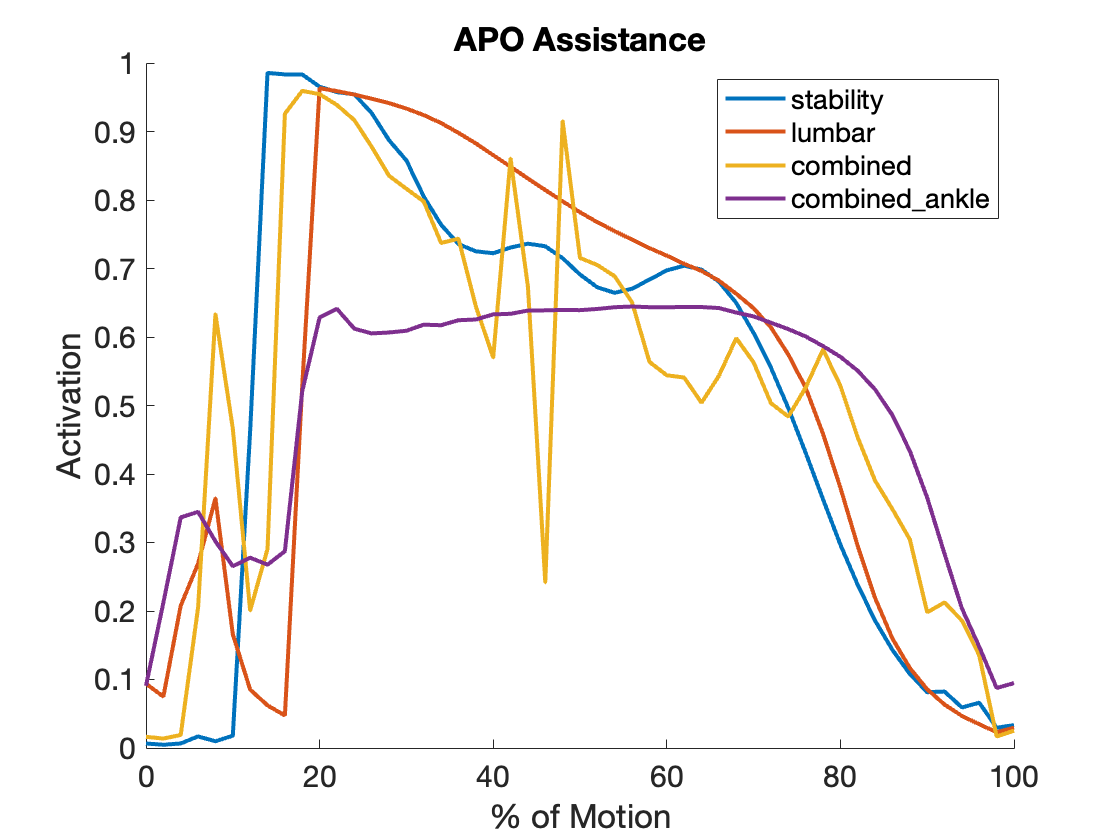 APO Assistance
1
0.9
0.8
0.7
0.6
0.5
0.4
0.3
0.2
0.1
0
Activation
stability
lumbar
combined
combined_ankle
0 20 40 60 80 100
% of Motion